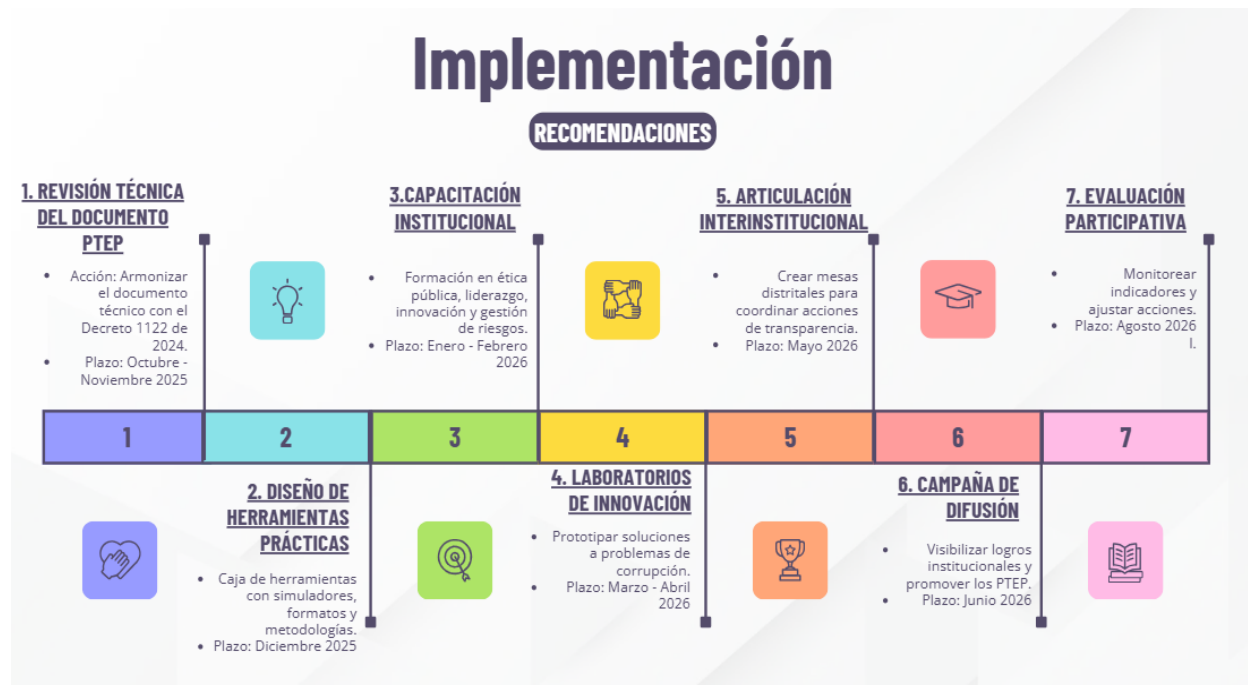 Implementación
RECOMENDACIONES
1. REVISIÓN TÉCNICA
DEL DOCUMENTO
PTEP
• Acción: Armonizar
el documento
técnico con el
Decreto 1122 de
2024.
• Plazo: Octubre -
Noviembre 2025
3.CAPACITACIÓN
INSTITUCIONAL
• Formación en ética
pública, liderazgo,
innovación y gestión
de riesgos.
• Plazo: Enero - Febrero
2026
5. ARTICULACIÓN
INTERINSTITUCIONAL
• Crear mesas
distritales para
coordinar acciones
de transparencia.
• Plazo: Mayo 2026
7. EVALUACIÓN
PARTICIPATIVA
• Monitorear
indicadores y
ajustar acciones.
• Plazo: Agosto 2026
I.
1 2 3 4 5 6 7
2. DISEÑO DE
HERRAMIENTAS
PRÁCTICAS
• Caja de herramientas
con simuladores,
formatos y
metodologías.
• Plazo: Diciembre 2025
4. LABORATORIOS
DE INNOVACIÓN
• Prototipar soluciones
a problemas de
corrupción.
• Plazo: Marzo - Abril
2026
6. CAMPAÑA DE
DIFUSIÓN
• Visibilizar logros
institucionales y
promover los PTEP.
• Plazo: Junio 2026